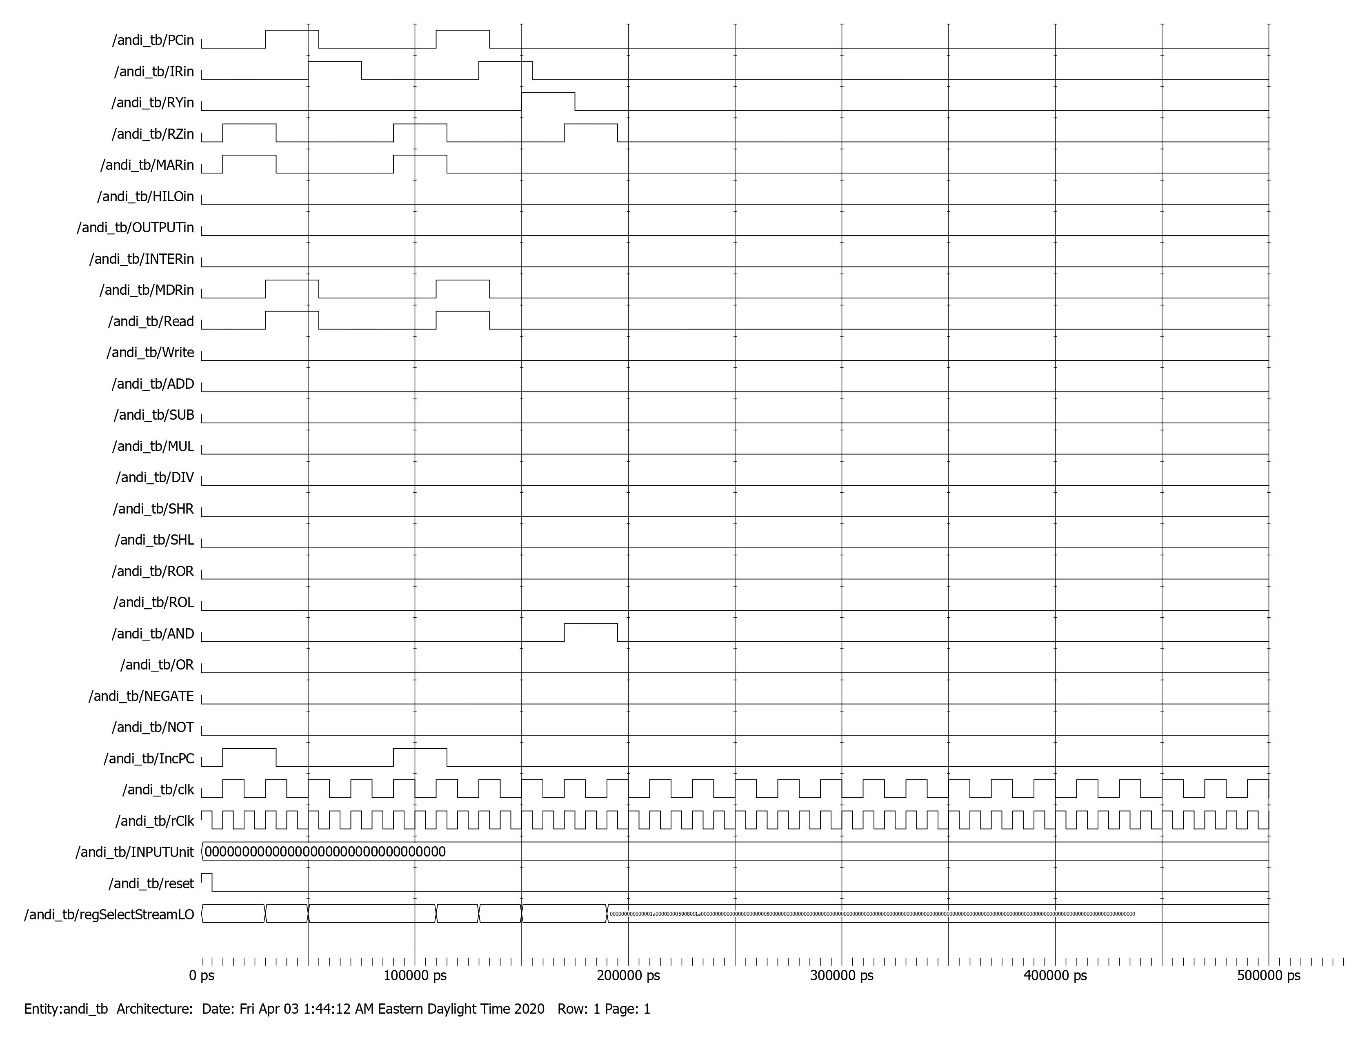 /andi_tb/PCin
/andi_tb/IRin
/andi_tb/RYin
/andi_tb/RZin
/andi_tb/MARin
/andi_tb/HILOin
/andi_tb/OUTPUTin
/andi_tb/INTERin
/andi_tb/MDRin
/andi_tb/Read
/andi_tb/Write
/andi_tb/ADD
/andi_tb/SUB
/andi_tb/MUL
/andi_tb/DIV
/andi_tb/SHR
/andi_tb/SHL
/andi_tb/ROR
/andi_tb/ROL
/andi_tb/AND
/andi_tb/OR
/andi_tb/NEGATE
/andi_tb/NOT
/andi_tb/IncPC
/andi_tb/clk
/andi_tb/rClk
/andi_tb/INPUTUnit 00000000000000000000000000000000
/andi_tb/reset
/andi_tb/regSelectStreamLO
0 ps 100000 ps 200000 ps 300000 ps 400000 ps 500000 ps
Entity:andi_tb Architecture: Date: Fri Apr 03 1:44:12 AM Eastern Daylight Time 2020 Row: 1 Page: 1